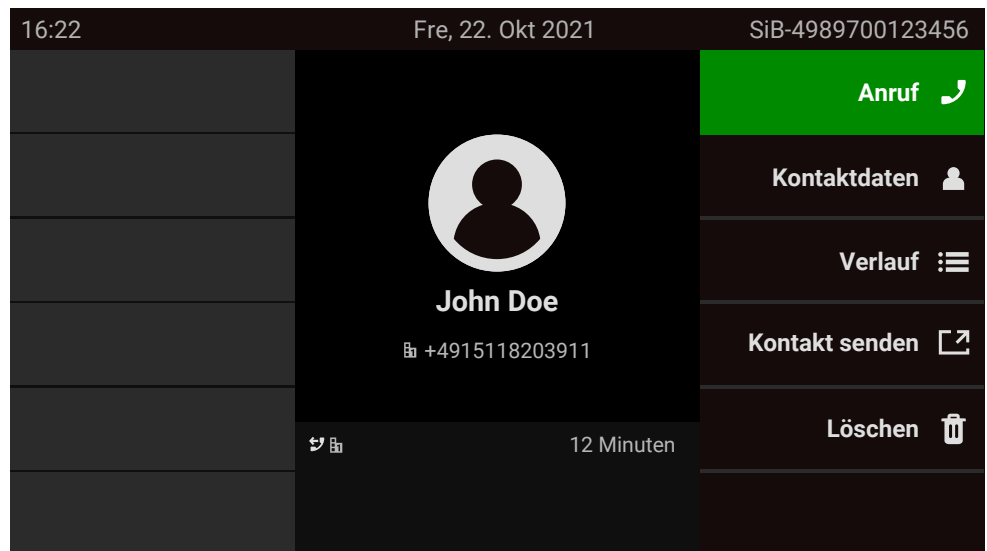 16:22
Fre, 22. Okt 2021
SiB-4989700123456
Anruf
Kontaktdaten
Verlauf
Kontakt senden
Löschen
John Doe
+4915118203911
12 Minuten